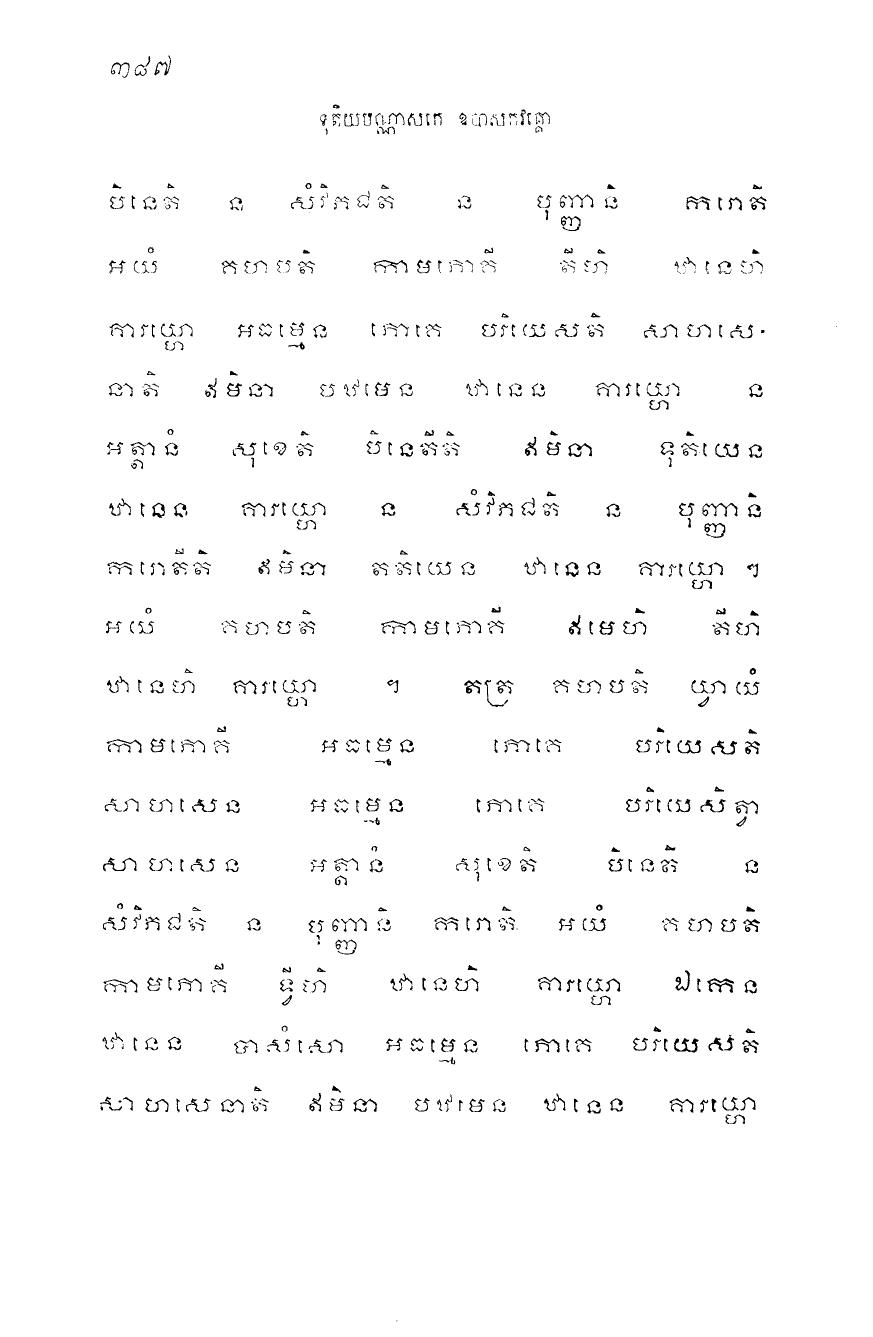 ៣៨៧
ទុតិយបណ្ណាសកេ ឧបាសកវគ្គោ
បិនេតិ ន សំវិភជតិ ន បុញ្ញានិ ករោតិ
អយំ គហបតិ កាមភោគី តីហិ ឋានេហិ
គារយ្ហោ អធម្មេន ភោគេ បរិយេសតិ សាហសេ-
នាតិ ឥមិនា បឋមេន ឋានេន គារយ្ហោ ន
អត្តានំ សុខេតិ បិនេតីតិ ឥមិនា ទុតិយេន
ឋានេន គារយ្ហោ ន សំវិភជតិ ន បុញ្ញានិ
ករោតីតិ ឥមិនា តតិយេន ឋានេន គារយ្ហោ ។
អយំ គហបតិ កាមភោគី ឥមេហិ តីហិ
ឋានេហិ គារយ្ហោ ។ តត្រ គហបតិ យ្វាយំ
កាមភោគី អធម្មេន ភោគេ បរិយេសតិ
សាហសេន អធម្មេន ភោគេ បរិយេសិត្វា
សាហសេន អត្តានំ សុខេតិ បិនេតិ ន
សំវិភជតិ ន បុញ្ញានិ ករោតិ អយំ គហបតិ
កាមភោគី ទ្វីហិ ឋានេហិ គារយ្ហោ ឯកេន
ឋានេន បាសំសោ អធម្មេន ភោគេ បរិយេសតិ
សាហសេនាតិ ឥមិនា បឋមេន ឋានេន គារយ្ហោ